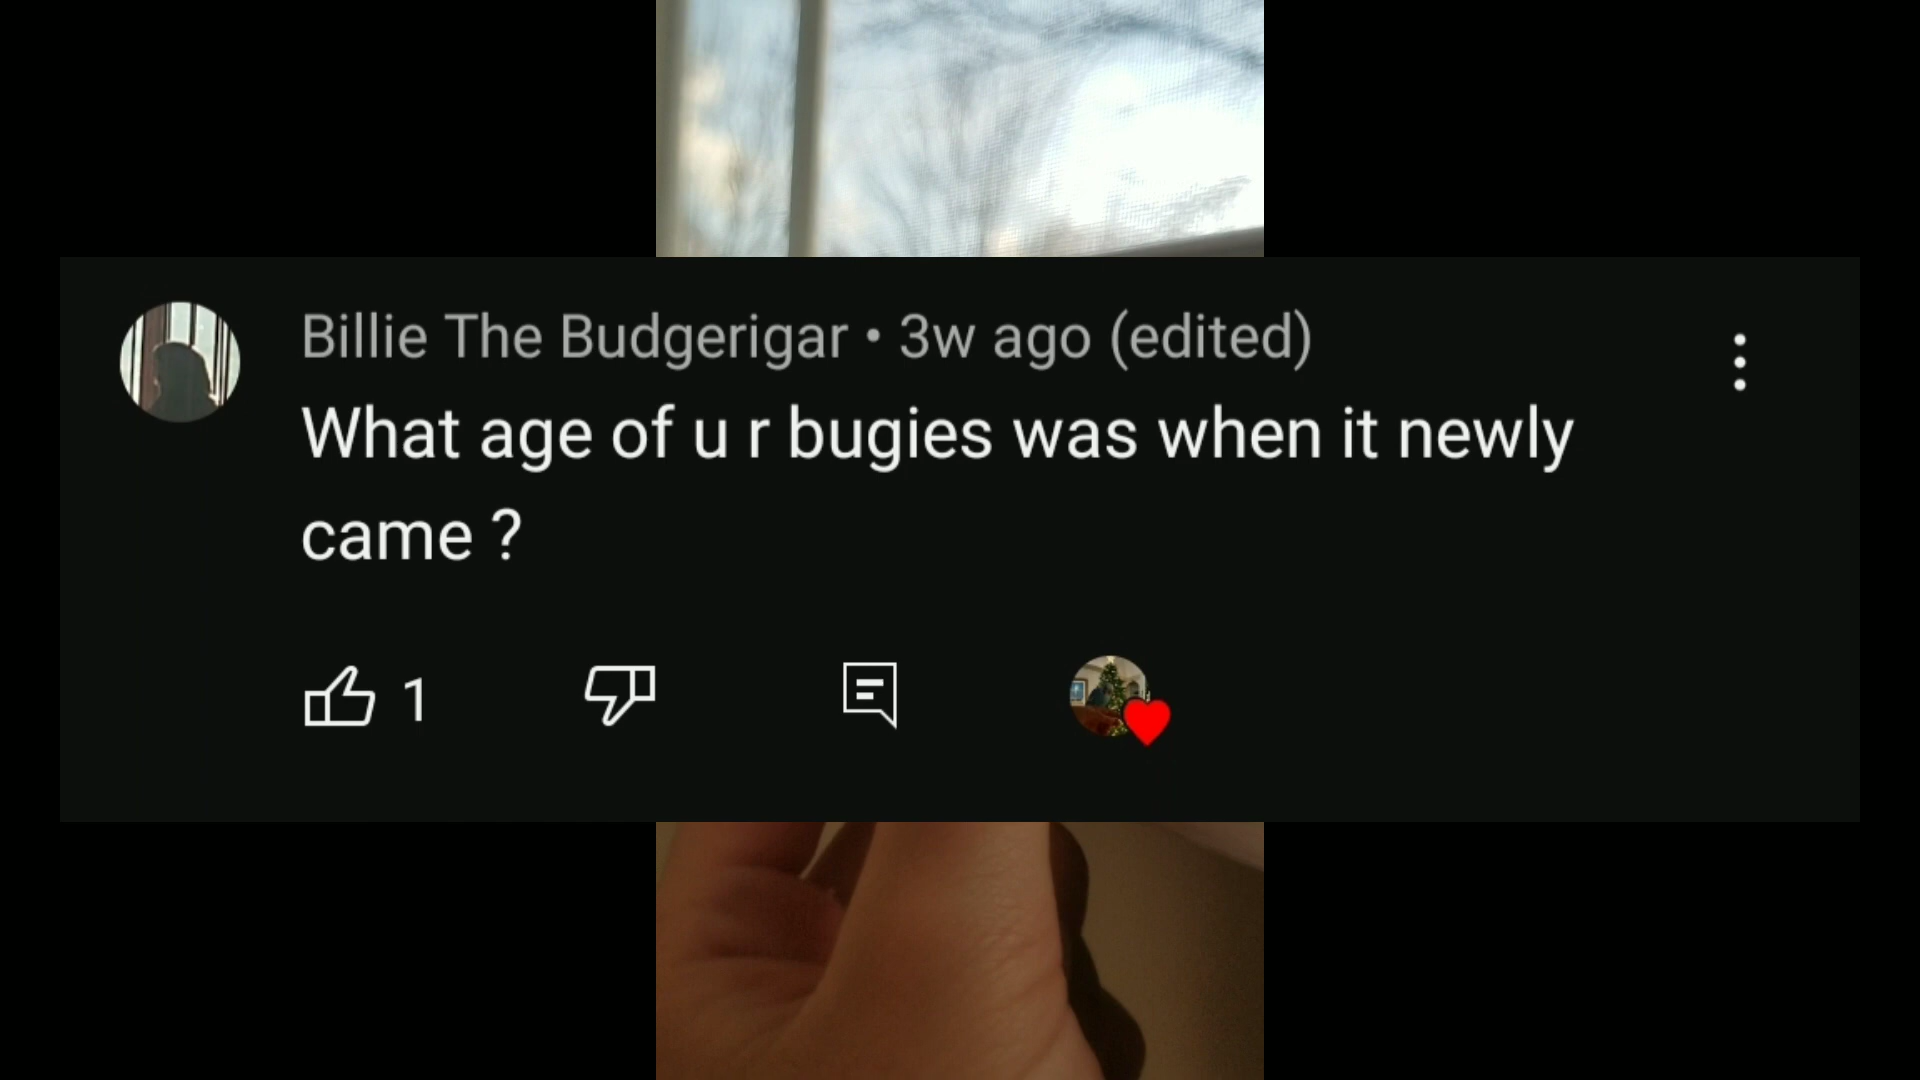 Billie The Budgerigar • 3w ago (edited)
What age of u r bugies was when it newly
came ?
1